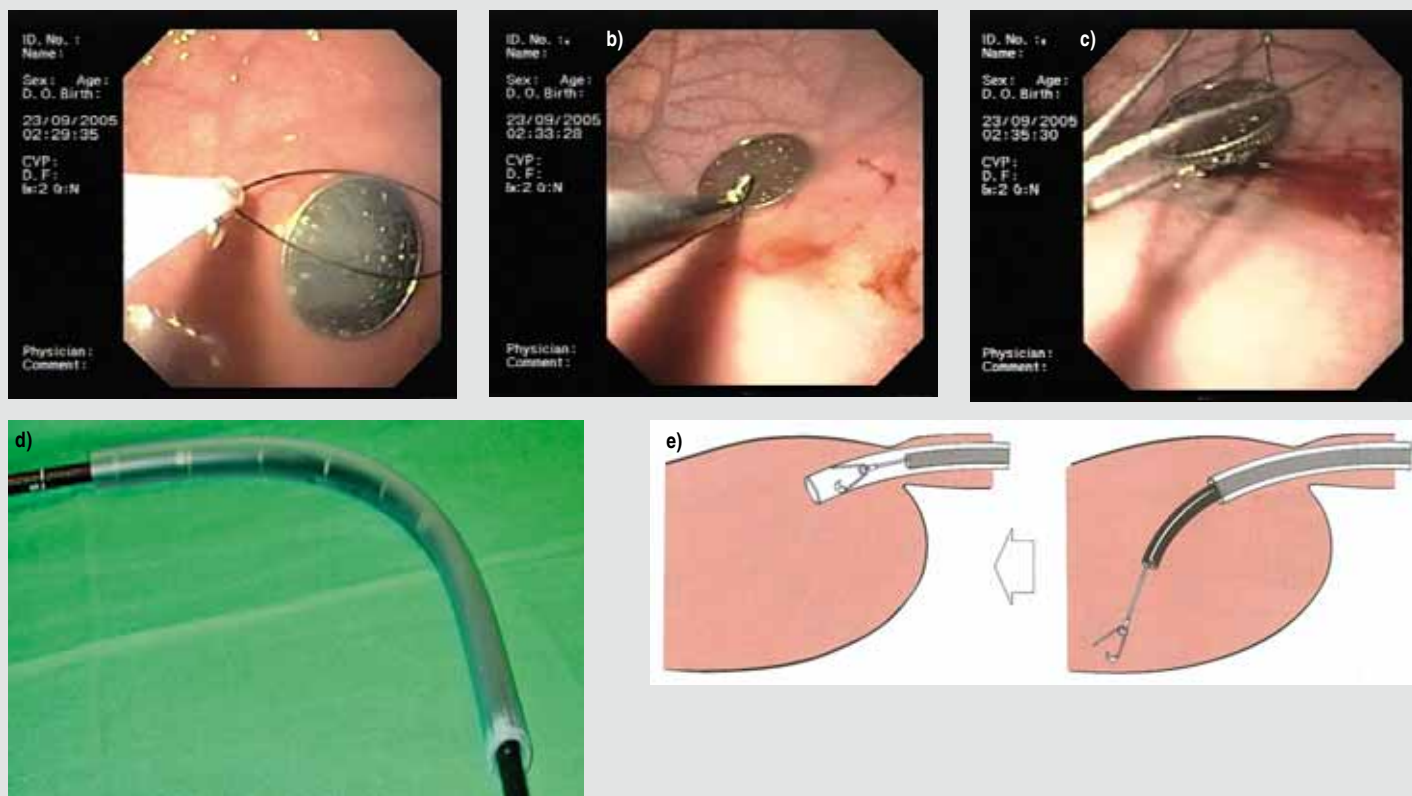 ID. No. :
Name :
Sex : Age :
D. O. Birth :
23/09/2005
02:29:35
CVP :
D. F :
Physician :
Comment :
b)
ID. No. :
Name :
Sex : Age :
D. O. Birth :
23/09/2005
02:33:28
CVP :
D. F :
Physician :
Comment :
c)
ID. No. :
Name :
Sex : Age :
D. O. Birth :
23/09/2005
02:35:30
CVP :
D. F :
Physician :
Comment :
d)
e)